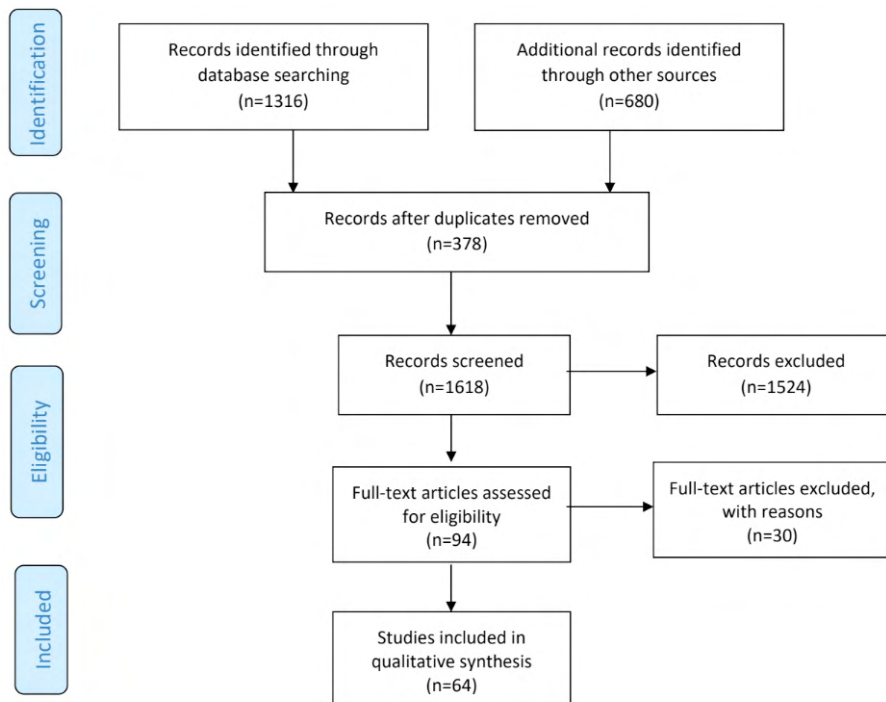 Identification
Records identified through
database searching
(n=1316)
Additional records identified
through other sources
(n=680)
Screening
Records after duplicates removed
(n=378)
Records screened
(n=1618)
Records excluded
(n=1524)
Eligibility
Full-text articles assessed
for eligibility
(n=94)
Full-text articles excluded,
with reasons
(n=30)
Included
Studies included in
qualitative synthesis
(n=64)